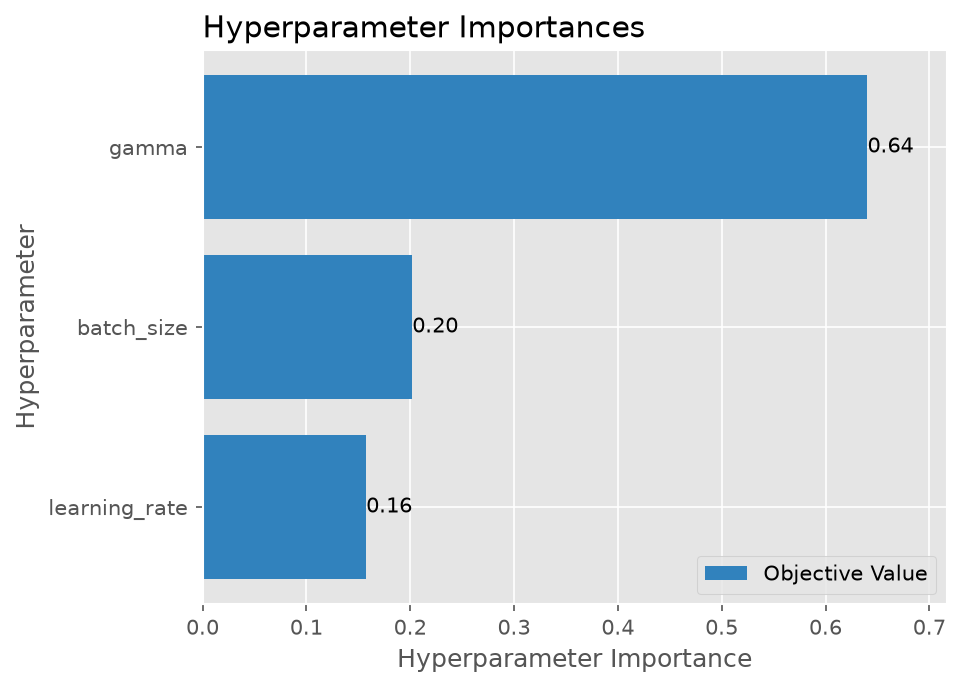 Hyperparameter Importances
gamma
0.64
batch_size
0.20
learning_rate
0.16
Hyperparameter
Objective Value
0.0 0.1 0.2 0.3 0.4 0.5 0.6 0.7
Hyperparameter Importance